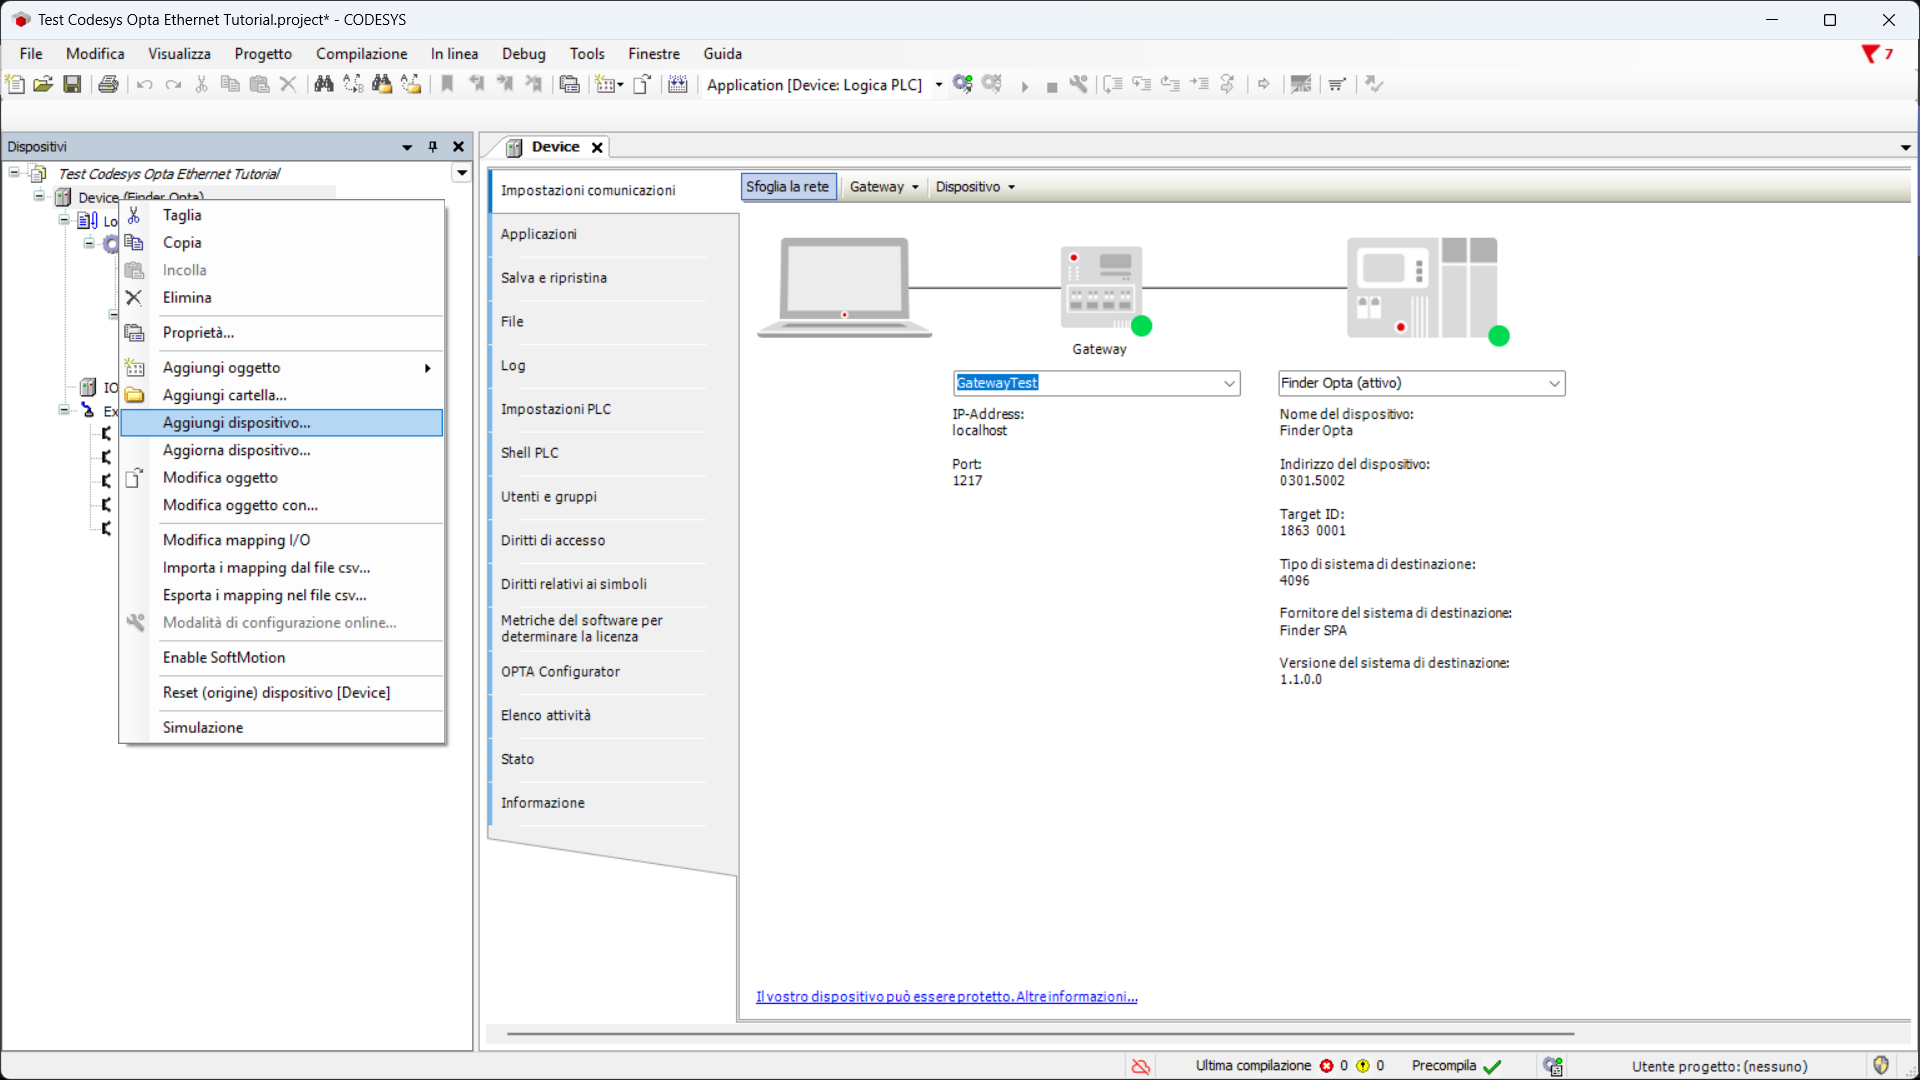 Test Codesys Opta Ethernet Tutorial.project* - CODESYS
File Modifica Visualizza Progetto Compilazione In linea Debug Tools Finestre Guida
7
Application [Device: Logica PLC]
Dispositivi
Device
Test Codesys Opta Ethernet Tutorial
Device (Finder Opta)
Lo
IO
Ex
Taglia
Copia
Incolla
Elimina
Proprietà...
Aggiungi oggetto
Aggiungi cartella...
Aggiungi dispositivo...
Aggiorna dispositivo...
Modifica oggetto
Modifica oggetto con...
Modifica mapping I/O
Importa i mapping dal file csv...
Esporta i mapping nel file csv...
Modalità di configurazione online...
Enable SoftMotion
Reset (origine) dispositivo [Device]
Simulazione
Impostazioni comunicazioni
Applicazioni
Salva e ripristina
File
Log
Impostazioni PLC
Shell PLC
Utenti e gruppi
Diritti di accesso
Diritti relativi ai simboli
Metriche del software per
determinare la licenza
OPTA Configurator
Elenco attività
Stato
Informazione
Sfoglia la rete Gateway Dispositivo
Gateway
GatewayTest
IP-Address:
localhost
Port:
1217
Finder Opta (attivo)
Nome del dispositivo:
Finder Opta
Indirizzo del dispositivo:
0301.5002
Target ID:
1863 0001
Tipo di sistema di destinazione:
4096
Fornitore del sistema di destinazione:
Finder SPA
Versione del sistema di destinazione:
1.1.0.0
Il vostro dispositivo può essere protetto. Altre informazioni...
Ultima compilazione 0 0 Precompila Utente progetto: (nessuno)